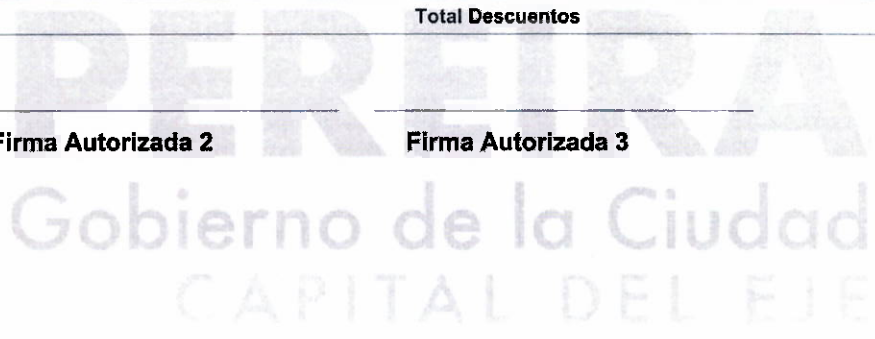 Total Descuentos
PEREIRA
Firma Autorizada 2 Firma Autorizada 3
Gobierno de la Ciudad
CAPITAL DEL EJE